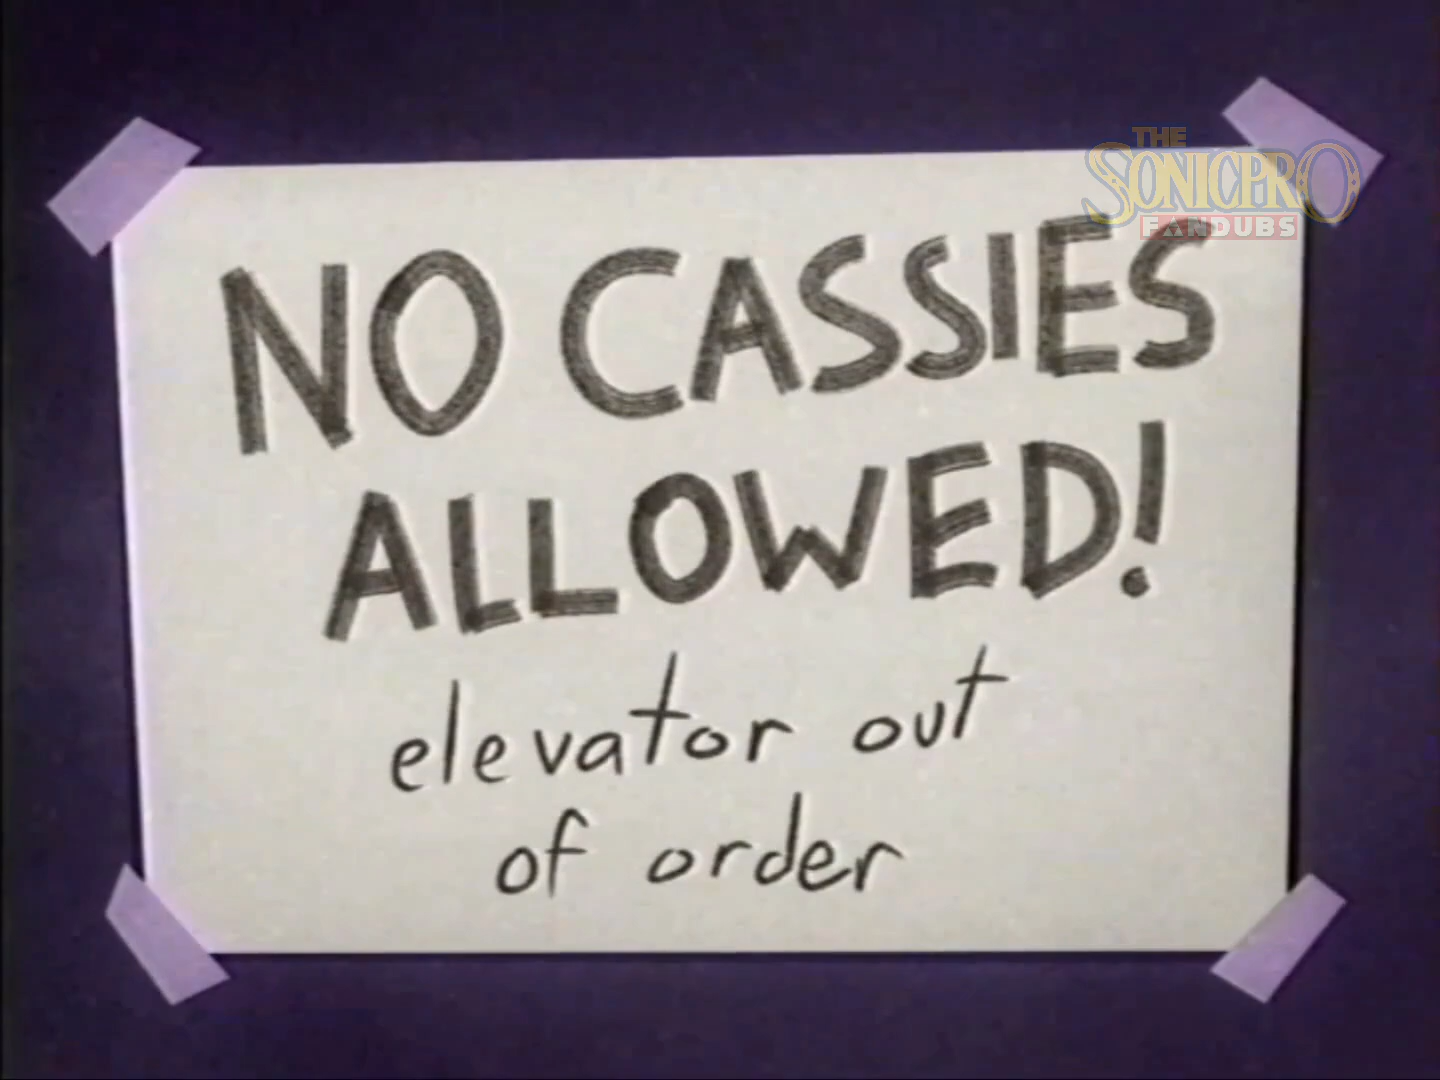 THE
SONICPRO
FANDUBS
NO CASSIES
ALLOWED!
elevator out
of order